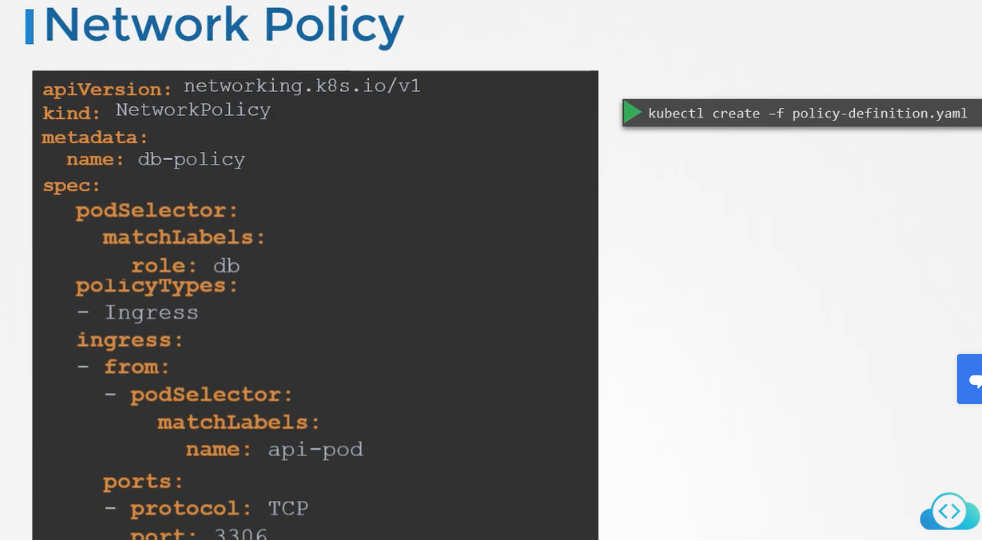 Network Policy
apiVersion: networking.k8s.io/v1
kind: NetworkPolicy
metadata:
  name: db-policy
spec:
  podSelector:
    matchLabels:
      role: db
  policyTypes:
  - Ingress
  ingress:
  - from:
    - podSelector:
        matchLabels:
          name: api-pod
    ports:
    - protocol: TCP
      port: 3306
kubectl create -f policy-definition.yaml